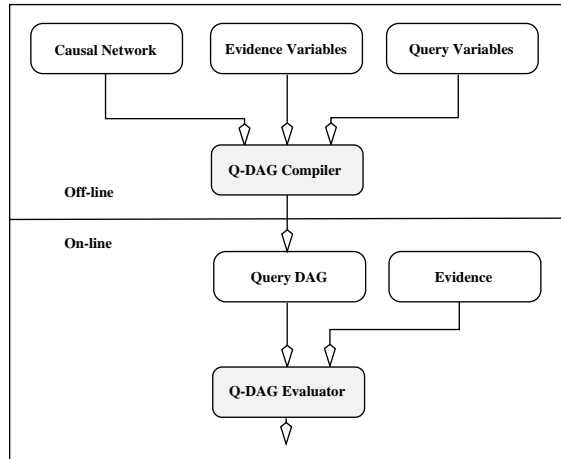 Causal Network
Evidence Variables
Query Variables
Q-DAG Compiler
Off-line
On-line
Query DAG
Evidence
Q-DAG Evaluator